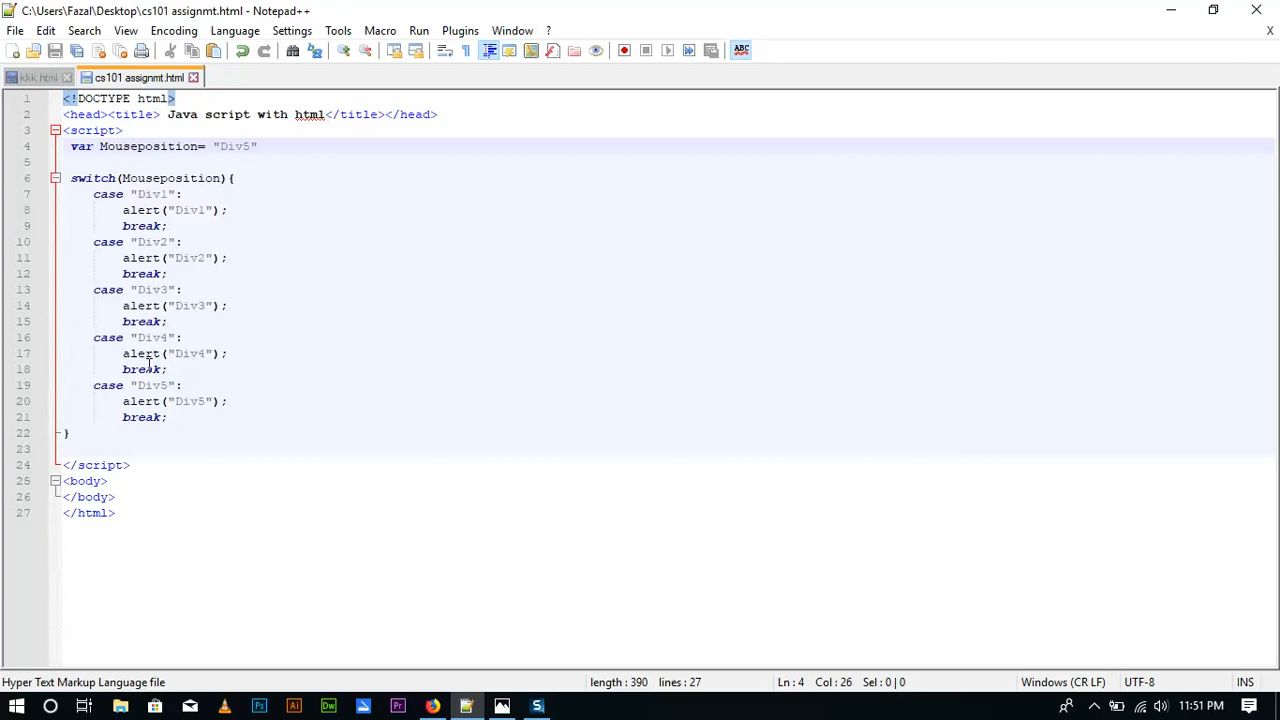 C:\Users\Fazal\Desktop\cs101 assignmt.html - Notepad++
File Edit Search View Encoding Language Settings Tools Macro Run Plugins Window ? X
ABC
kkk.html cs101 assignmt.html
1 <!DOCTYPE html>
2 <head><title> Java script with html</title></head>
3 <script>
4 var Mouseposition= "Div5"
5
6 switch(Mouseposition){
7 case "Div1":
8 alert("Div1");
9 break;
10 case "Div2":
11 alert("Div2");
12 break;
13 case "Div3":
14 alert("Div3");
15 break;
16 case "Div4":
17 alert("Div4");
18 break;
19 case "Div5":
20 alert("Div5");
21 break;
22 }
23
24 </script>
25 <body>
26 </body>
27 </html>
Hyper Text Markup Language file length : 390 lines : 27 Ln : 4 Col : 26 Sel : 0 | 0 Windows (CR LF) UTF-8 INS
Ps Ai Dw Pr S 11:51 PM